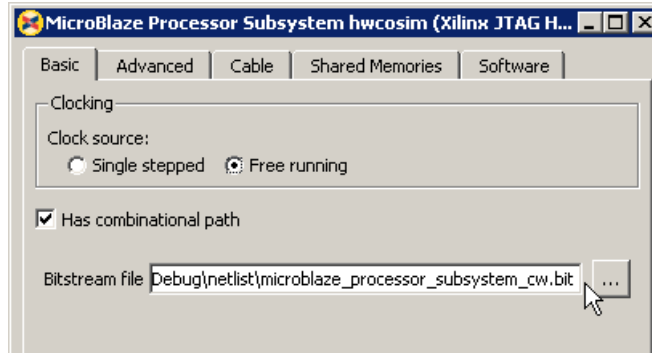 MicroBlaze Processor Subsystem hwcosim (Xilinx JTAG H...
Basic Advanced Cable Shared Memories Software
Clocking
Clock source:
Single stepped Free running
Has combinational path
Bitstream file Debug\netlist\microblaze_processor_subsystem_cw.bit ...